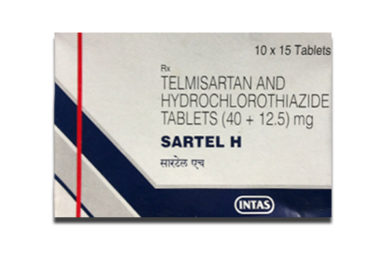 10 x 15 Tablets
Rx
TELMISARTAN AND
HYDROCHLOROTHIAZIDE
TABLETS (40 + 12.5) mg
SARTEL H
सारटेल एच
INTAS